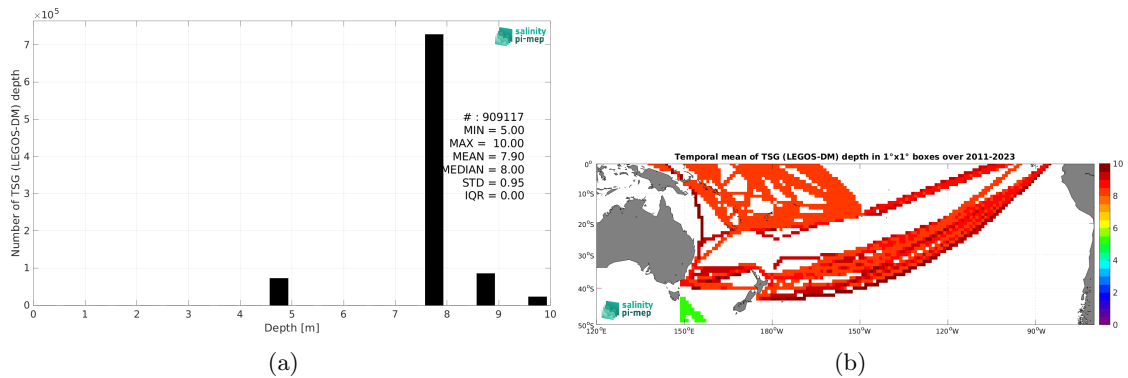 ×10⁵
7
6
5
4
3
2
1
0
Number of TSG (LEGOS-DM) depth
salinity
pi-mep
# : 909117
MIN = 5.00
MAX = 10.00
MEAN = 7.90
MEDIAN = 8.00
STD = 0.95
IQR = 0.00
0 1 2 3 4 5 6 7 8 9 10
Depth [m]
(a)
Temporal mean of TSG (LEGOS-DM) depth in 1°x1° boxes over 2011-2023
0°
10°S
20°S
30°S
40°S
50°S
salinity
pi-mep
120°E 150°E 180°W 150°W 120°W 90°W
10
8
6
4
2
0
(b)